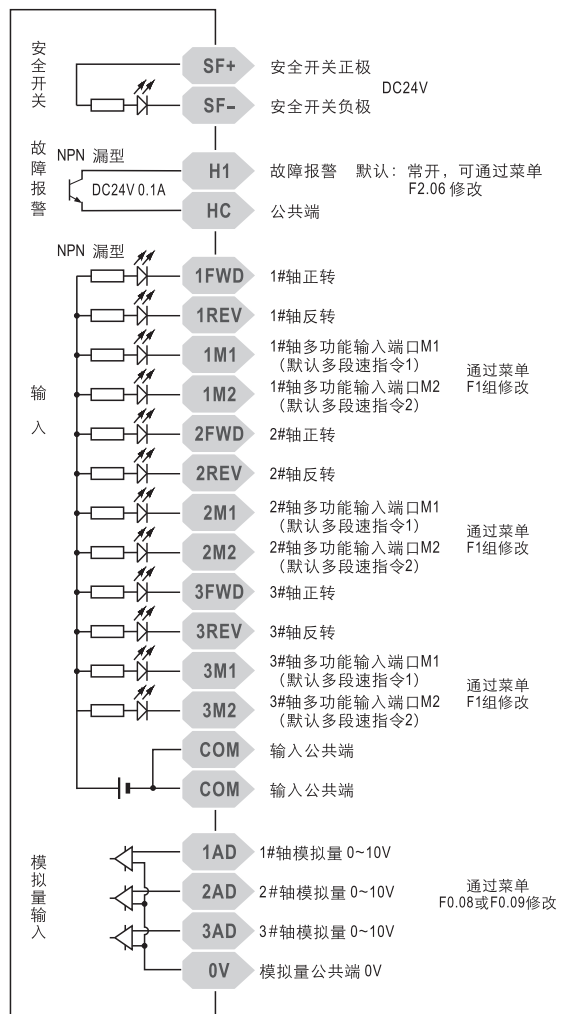 安全开关
SF+
安全开关正极
DC24V
SF-
安全开关负极
故障报警
NPN 漏型
DC24V 0.1A
H1
故障报警 默认：常开，可通过菜单
F2.06 修改
HC
公共端
NPN 漏型
输入
1FWD
1#轴正转
1REV
1#轴反转
1M1
1#轴多功能输入端口M1
（默认多段速指令1）
1M2
1#轴多功能输入端口M2
（默认多段速指令2）
通过菜单
F1组修改
2FWD
2#轴正转
2REV
2#轴反转
2M1
2#轴多功能输入端口M1
（默认多段速指令1）
2M2
2#轴多功能输入端口M2
（默认多段速指令2）
通过菜单
F1组修改
3FWD
3#轴正转
3REV
3#轴反转
3M1
3#轴多功能输入端口M1
（默认多段速指令1）
3M2
3#轴多功能输入端口M2
（默认多段速指令2）
通过菜单
F1组修改
COM
输入公共端
COM
输入公共端
模拟量输入
1AD
1#轴模拟量 0~10V
2AD
2#轴模拟量 0~10V
3AD
3#轴模拟量 0~10V
通过菜单
F0.08或F0.09修改
0V
模拟量公共端 0V